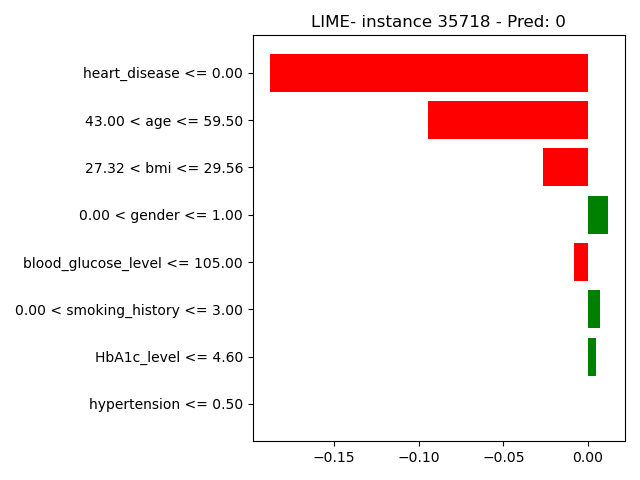 LIME- instance 35718 - Pred: 0
heart_disease <= 0.00
43.00 < age <= 59.50
27.32 < bmi <= 29.56
0.00 < gender <= 1.00
blood_glucose_level <= 105.00
0.00 < smoking_history <= 3.00
HbA1c_level <= 4.60
hypertension <= 0.50
−0.15 −0.10 −0.05 0.00